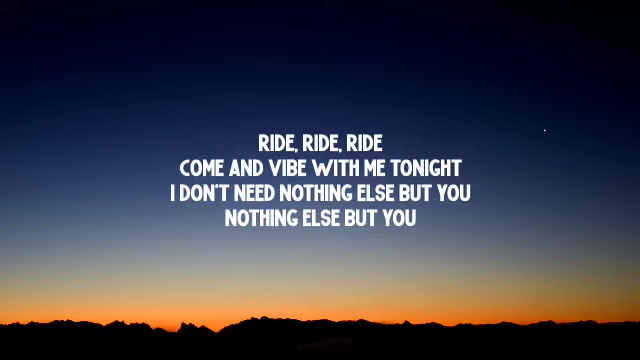 RIDE, RIDE, RIDE
COME AND VIBE WITH ME TONIGHT
I DON'T NEED NOTHING ELSE BUT YOU
NOTHING ELSE BUT YOU